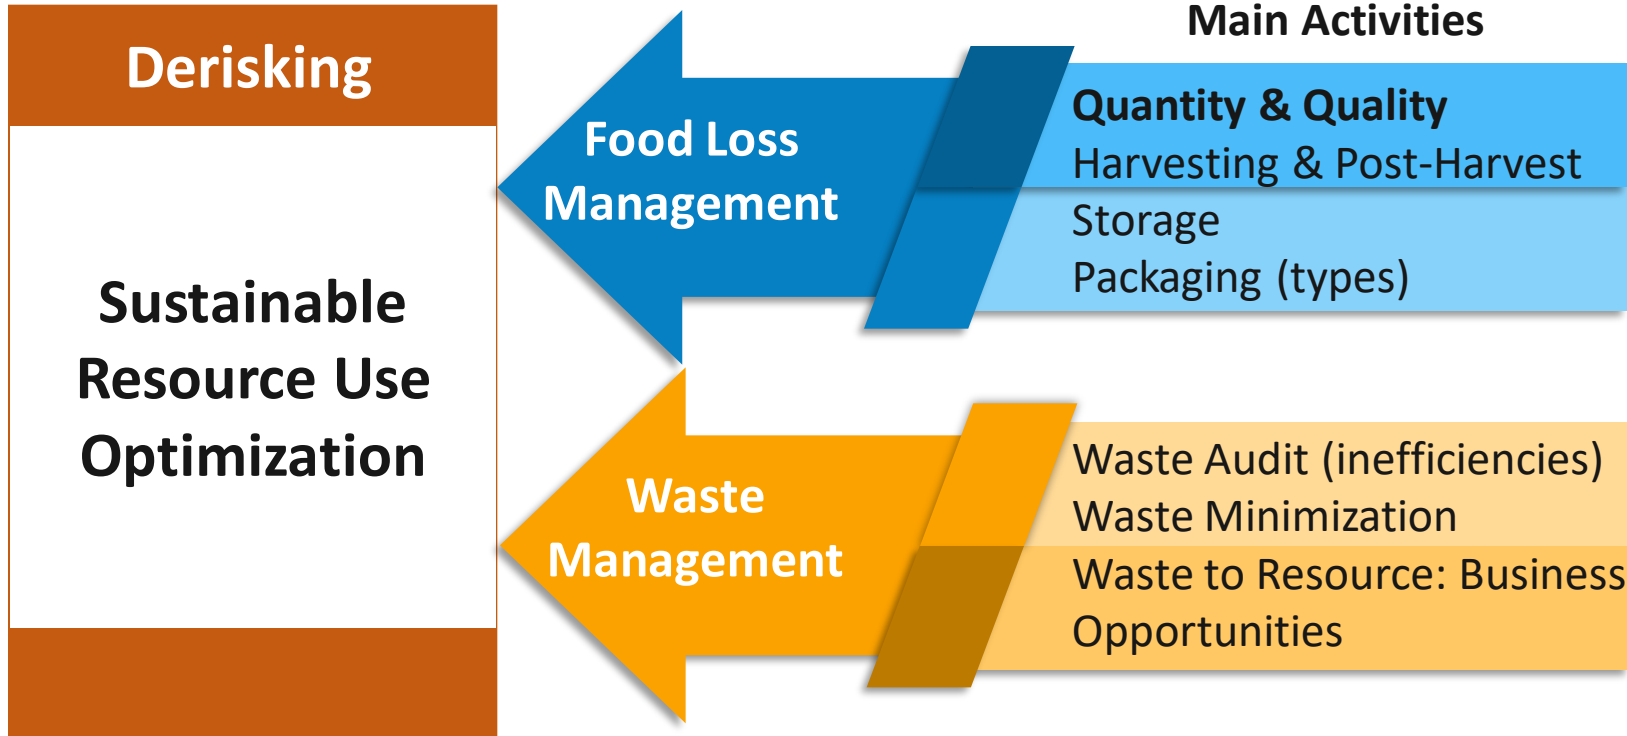 Derisking
Sustainable
Resource Use
Optimization
Food Loss
Management
Waste
Management
Main Activities
Quantity & Quality
Harvesting & Post-Harvest
Storage
Packaging (types)
Waste Audit (inefficiencies)
Waste Minimization
Waste to Resource: Business
Opportunities